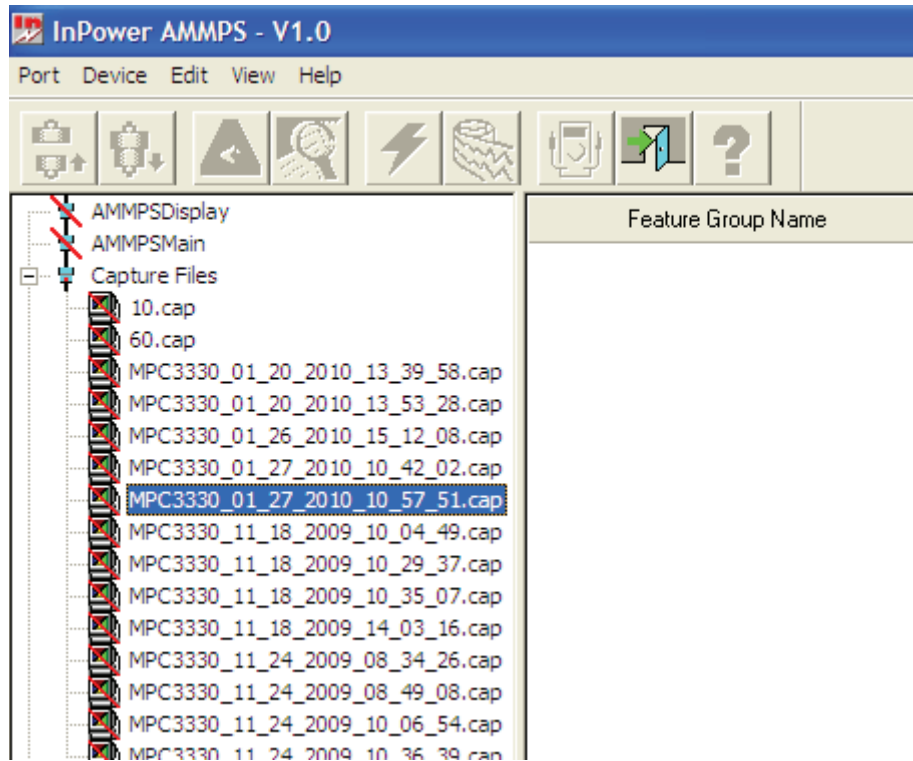 InPower AMMPS - V1.0
Port Device Edit View Help
AMMPSDisplay
Feature Group Name
AMMPSMain
Capture Files
10.cap
60.cap
MPC3330_01_20_2010_13_39_58.cap
MPC3330_01_20_2010_13_53_28.cap
MPC3330_01_26_2010_15_12_08.cap
MPC3330_01_27_2010_10_42_02.cap
MPC3330_01_27_2010_10_57_51.cap
MPC3330_11_18_2009_10_04_49.cap
MPC3330_11_18_2009_10_29_37.cap
MPC3330_11_18_2009_10_35_07.cap
MPC3330_11_18_2009_14_03_16.cap
MPC3330_11_24_2009_08_34_26.cap
MPC3330_11_24_2009_08_49_08.cap
MPC3330_11_24_2009_10_06_54.cap
MPC3330_11_24_2009_10_36_39.cap